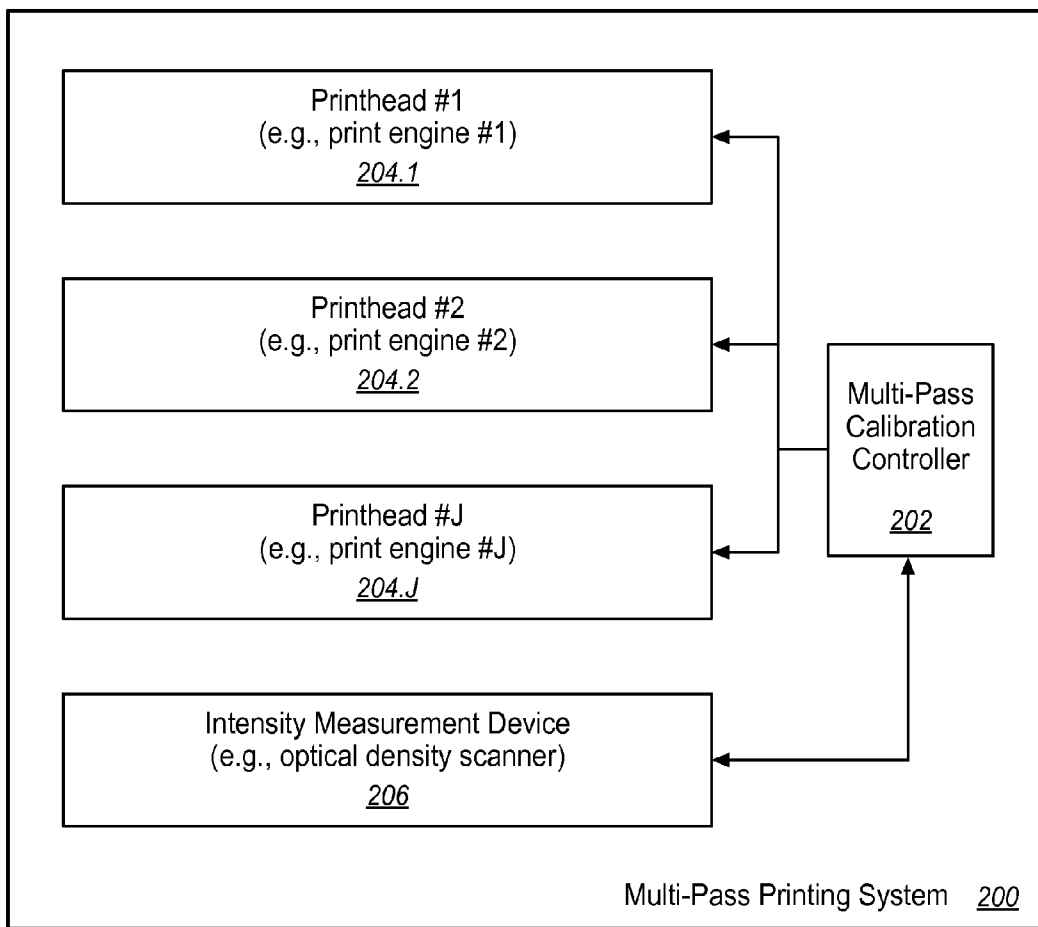 Printhead #1
(e.g., print engine #1)
204.1
Printhead #2
(e.g., print engine #2)
204.2
Printhead #J
(e.g., print engine #J)
204.J
Intensity Measurement Device
(e.g., optical density scanner)
206
Multi-Pass
Calibration
Controller
202
Multi-Pass Printing System 200